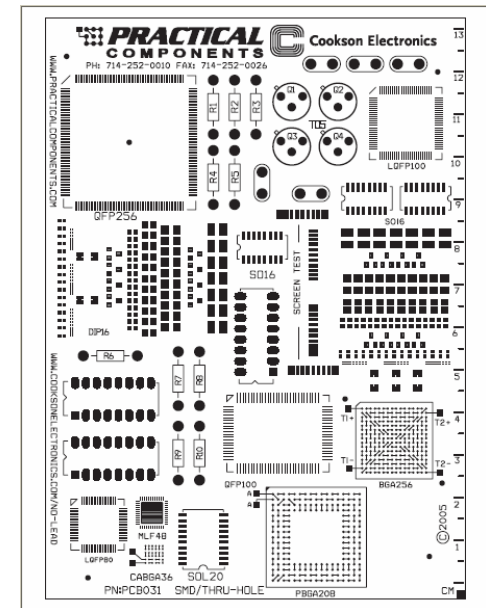 PRACTICAL
COMPONENTS
Cookson Electronics
PH: 714-252-0010 FAX: 714-252-0026
WWW.PRACTICALCOMPONENTS.COM
13
12
11
10
9
8
7
6
5
4
3
2
1
CM
R1
R2
R3
Q1
Q2
TO5
Q3
Q4
LQFP100
R4
R5
QFP256
SO16
SO16
SCREEN TEST
DIP16
R6
R7
R8
WWW.COOKSONELECTRONICS.COM/NO-LEAD
T1+
T2+
T1-
T2-
BGA256
R9
R10
QFP100
A
A
MLF48
LQFP80
CABGA36
SOL20
PBGA208
©2005
PN:PCB031 SMD/THRU-HOLE